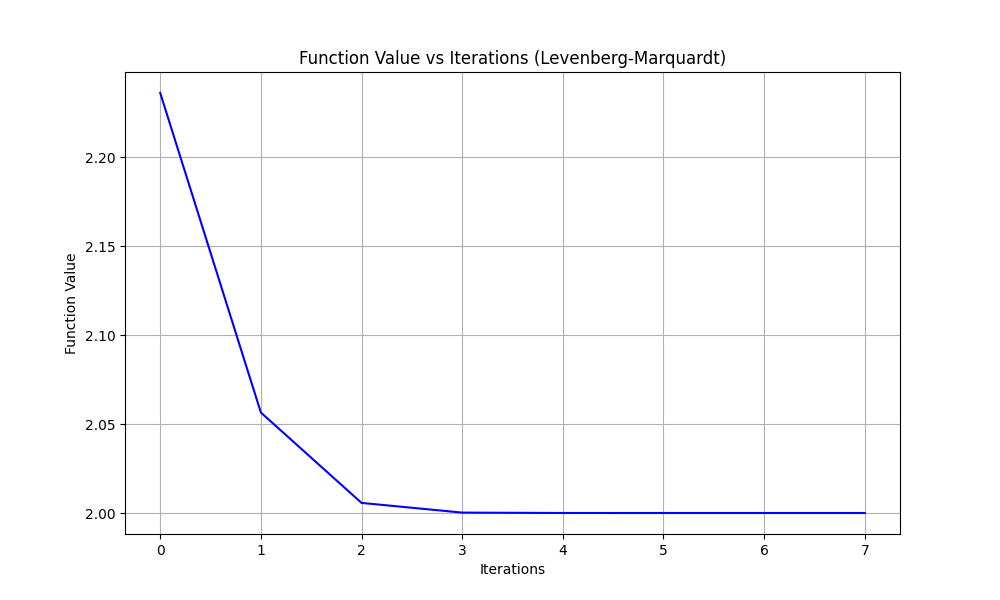 Function Value vs Iterations (Levenberg-Marquardt)
Function Value
2.20
2.15
2.10
2.05
2.00
0 1 2 3 4 5 6 7
Iterations